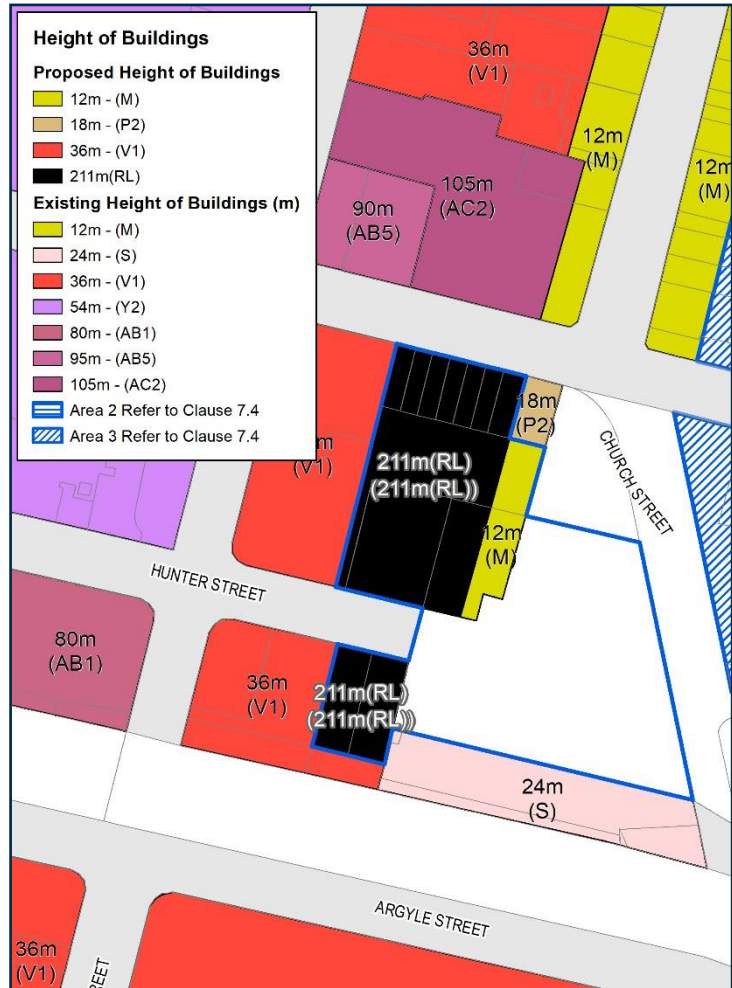 Height of Buildings
Proposed Height of Buildings
12m - (M)
18m - (P2)
36m - (V1)
211m(RL)
Existing Height of Buildings (m)
12m - (M)
24m - (S)
36m - (V1)
54m - (Y2)
80m - (AB1)
95m - (AB5)
105m - (AC2)
Area 2 Refer to Clause 7.4
Area 3 Refer to Clause 7.4
36m
(V1)
12m
(M)
12m
(M)
105m
(AC2)
90m
(AB5)
18m
(P2)
CHURCH STREET
m
(V1)
211m(RL)
(211m(RL))
12m
(M)
HUNTER STREET
80m
(AB1)
36m
(V1)
211m(RL)
(211m(RL))
24m
(S)
ARGYLE STREET
36m
(V1)
REET